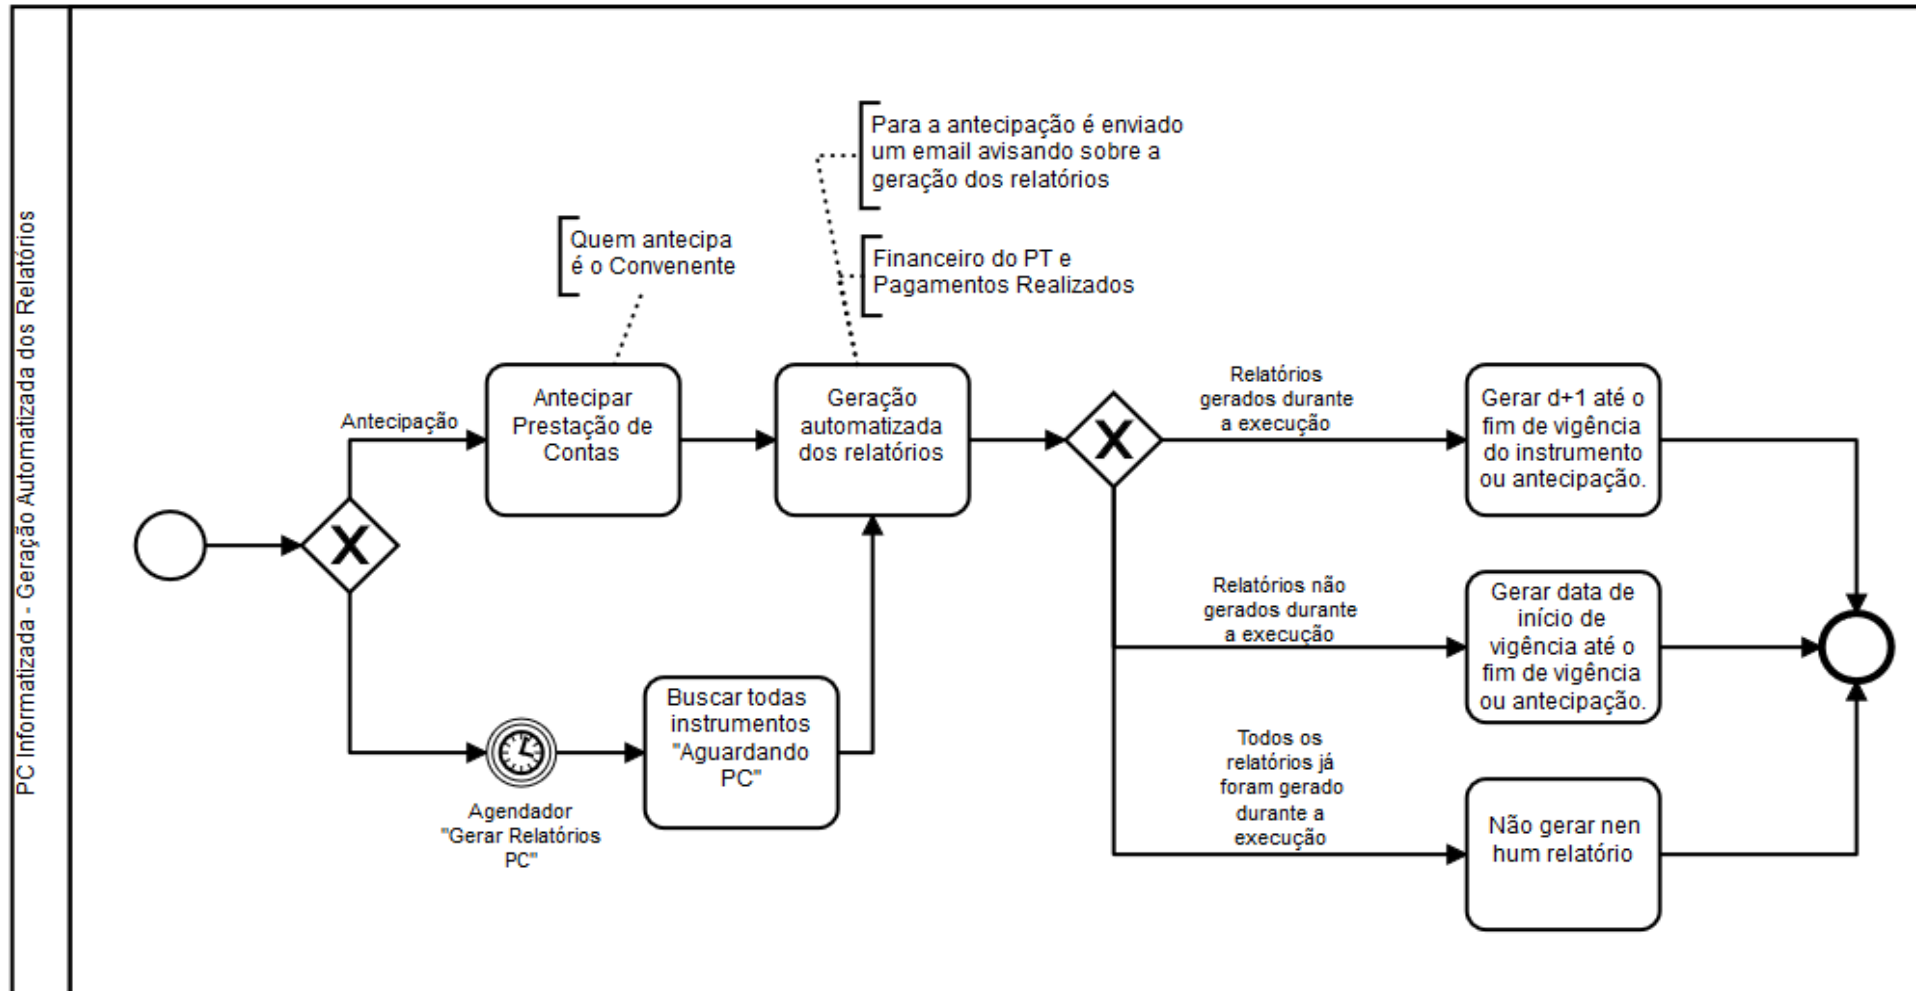 PC Informatizada - Geração Automatizada dos Relatórios
Para a antecipação é enviado
um email avisando sobre a
geração dos relatórios
Quem antecipa
é o Convenente
Financeiro do PT e
Pagamentos Realizados
Antecipação
Antecipar
Prestação de
Contas
Geração
automatizada
dos relatórios
Relatórios
gerados durante
a execução
Gerar d+1 até o
fim de vigência
do instrumento
ou antecipação.
X
X
Relatórios não
gerados durante
a execução
Gerar data de
início de
vigência até o
fim de vigência
ou antecipação.
Agendador
"Gerar Relatórios
PC"
Buscar todas
instrumentos
"Aguardando
PC"
Todos os
relatórios já
foram gerado
durante a
execução
Não gerar nen
hum relatório